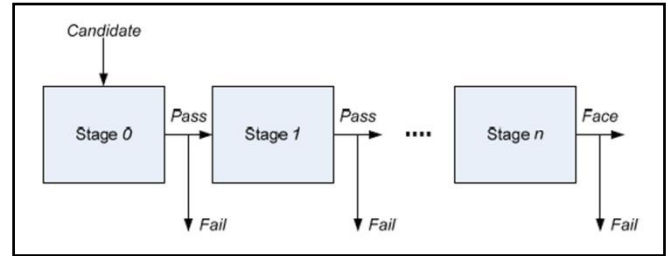 Candidate
Stage 0
Pass
Stage 1
Pass
....
Stage n
Face
Fail
Fail
Fail